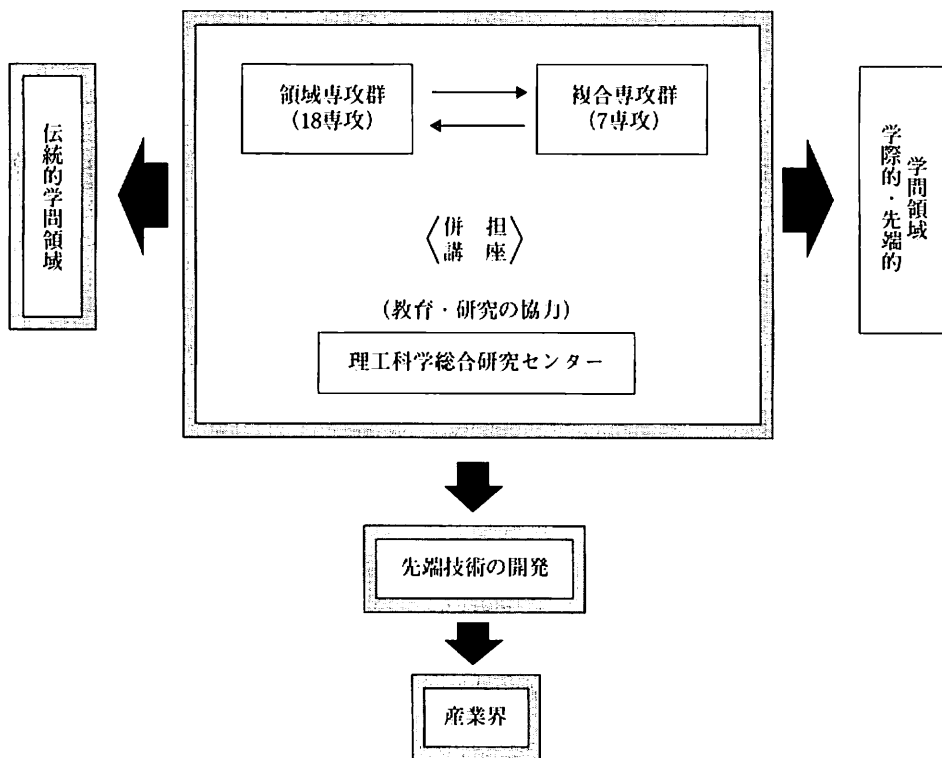 領域専攻群
(18専攻)
複合専攻群
(7専攻)
伝統的学問領域
学際的・先端的
学問領域
〈併 担
講 座〉
(教育・研究の協力)
理工科学総合研究センター
先端技術の開発
産業界